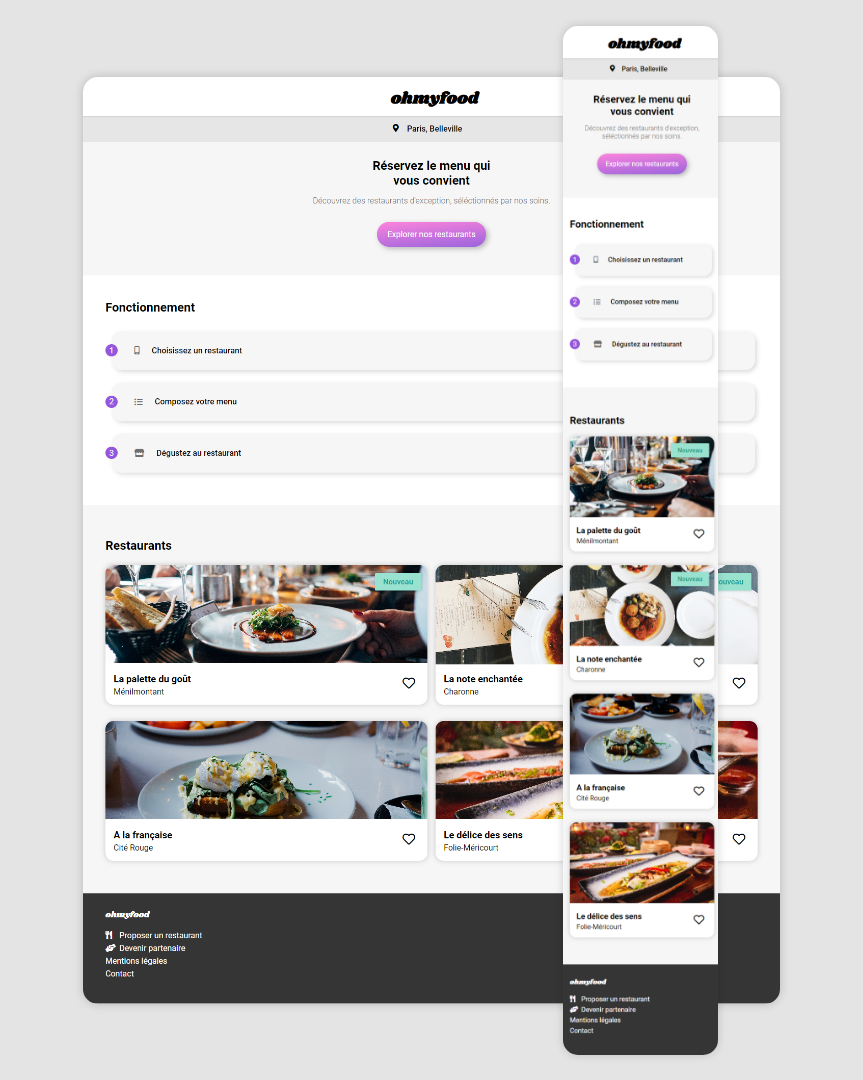 ohmyfood
Paris, Belleville
Réservez le menu qui
vous convient
Découvrez des restaurants d'exception, séléctionnés par nos soins.
Explorer nos restaurants
Fonctionnement
1 Choisissez un restaurant
2 Composez votre menu
3 Dégustez au restaurant
Restaurants
Nouveau
La palette du goût
Ménilmontant
ouveau
La note enchantée
Charonne
A la française
Cité Rouge
Le délice des sens
Folie-Méricourt
ohmyfood
Proposer un restaurant
Devenir partenaire
Mentions légales
Contact
ohmyfood
Paris, Belleville
Réservez le menu qui
vous convient
Découvrez des restaurants d'exception,
séléctionnés par nos soins.
Explorer nos restaurants
Fonctionnement
1 Choisissez un restaurant
2 Composez votre menu
3 Dégustez au restaurant
Restaurants
Nouveau
La palette du goût
Ménilmontant
Nouveau
La note enchantée
Charonne
A la française
Cité Rouge
Le délice des sens
Folie-Méricourt
ohmyfood
Proposer un restaurant
Devenir partenaire
Mentions légales
Contact